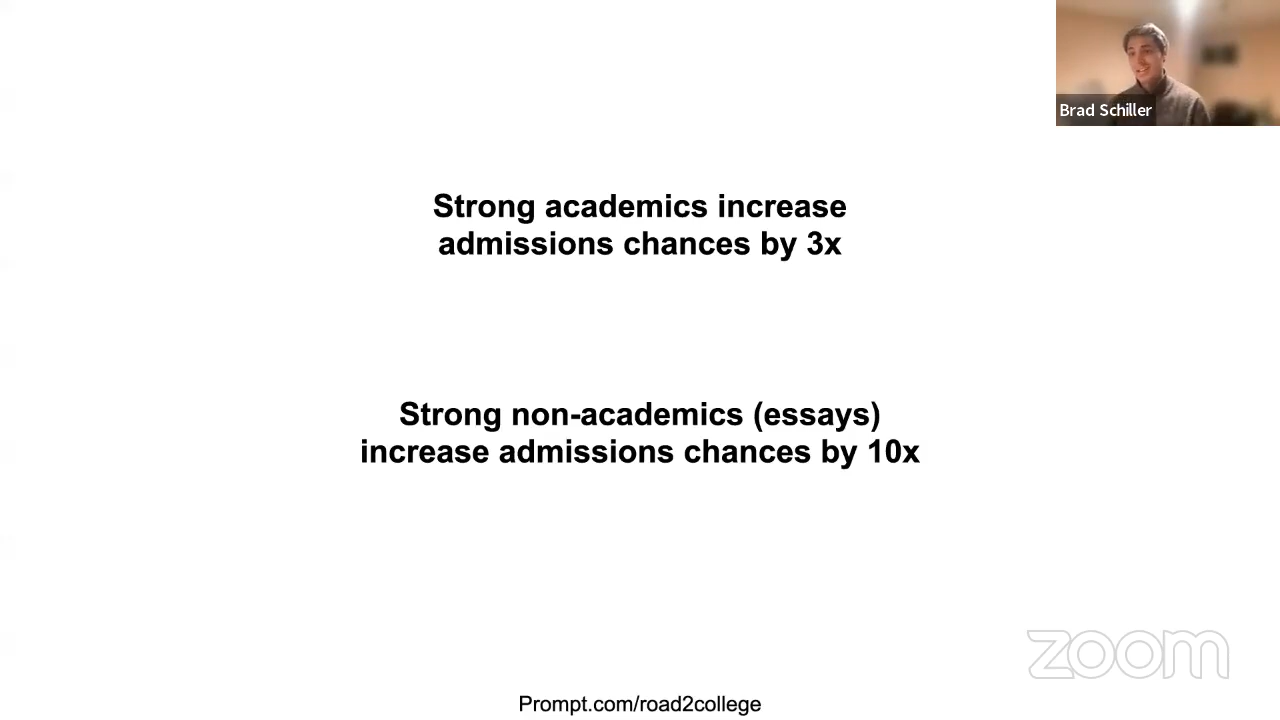 Brad Schiller
Strong academics increase
admissions chances by 3x
Strong non-academics (essays)
increase admissions chances by 10x
zoom
Prompt.com/road2college